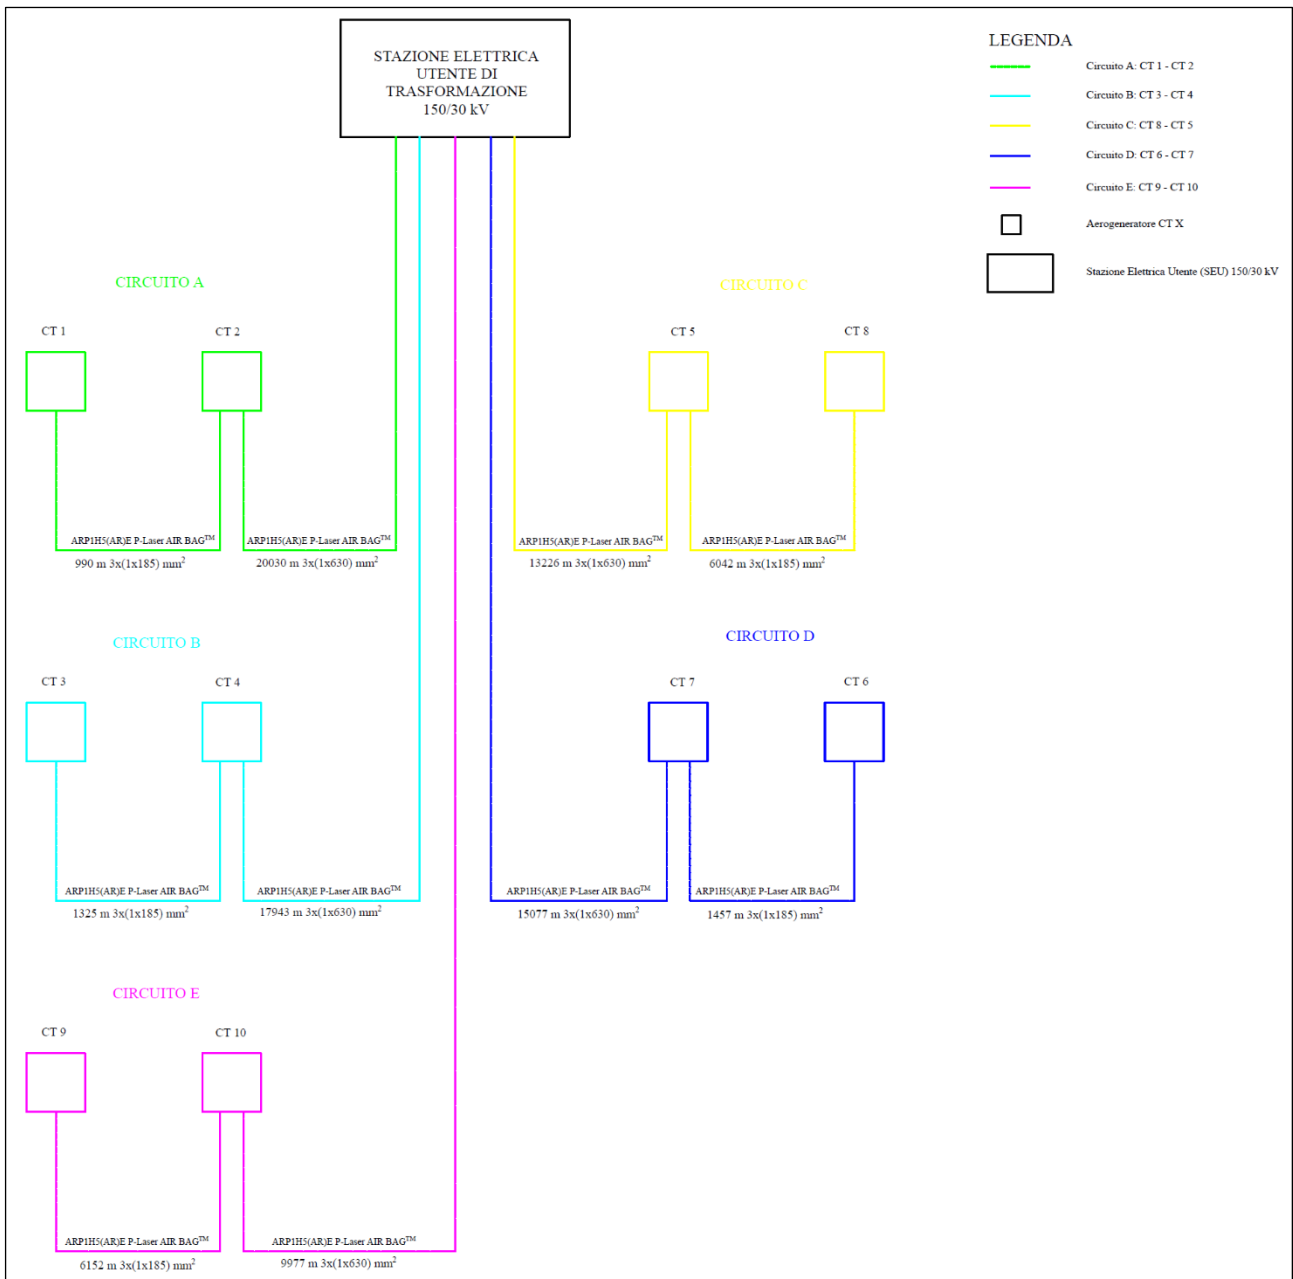 STAZIONE ELETTRICA
UTENTE DI
TRASFORMAZIONE
150/30 kV
LEGENDA
Circuito A: CT 1 - CT 2
Circuito B: CT 3 - CT 4
Circuito C: CT 8 - CT 5
Circuito D: CT 6 - CT 7
Circuito E: CT 9 - CT 10
Aerogeneratore CT X
Stazione Elettrica Utente (SEU) 150/30 kV
CIRCUITO A
CT 1
CT 2
ARP1H5(AR)E P-Laser AIR BAG™
990 m 3x(1x185) mm²
ARP1H5(AR)E P-Laser AIR BAG™
20030 m 3x(1x630) mm²
CIRCUITO C
CT 5
CT 8
ARP1H5(AR)E P-Laser AIR BAG™
13226 m 3x(1x630) mm²
ARP1H5(AR)E P-Laser AIR BAG™
6042 m 3x(1x185) mm²
CIRCUITO B
CT 3
CT 4
ARP1H5(AR)E P-Laser AIR BAG™
1325 m 3x(1x185) mm²
ARP1H5(AR)E P-Laser AIR BAG™
17943 m 3x(1x630) mm²
CIRCUITO D
CT 7
CT 6
ARP1H5(AR)E P-Laser AIR BAG™
15077 m 3x(1x630) mm²
ARP1H5(AR)E P-Laser AIR BAG™
1457 m 3x(1x185) mm²
CIRCUITO E
CT 9
CT 10
ARP1H5(AR)E P-Laser AIR BAG™
6152 m 3x(1x185) mm²
ARP1H5(AR)E P-Laser AIR BAG™
9977 m 3x(1x630) mm²